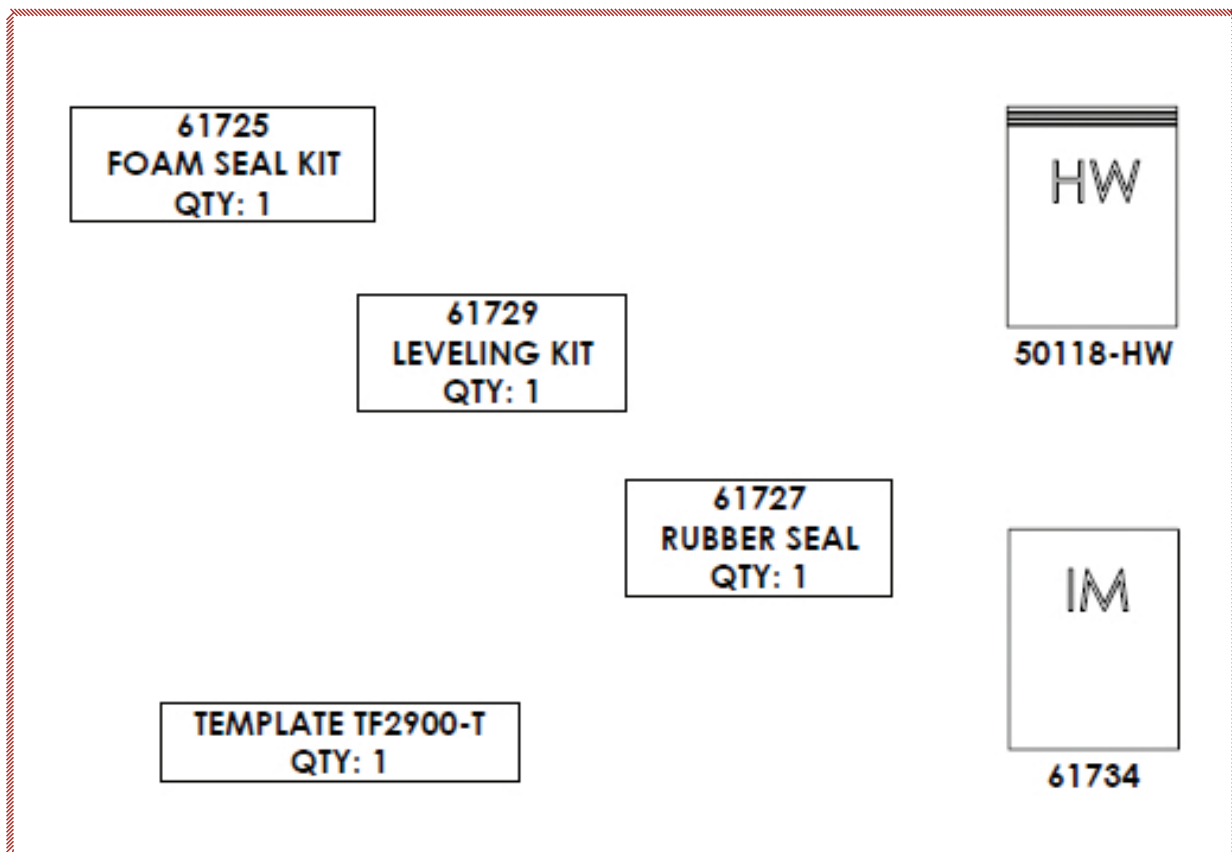 61725
FOAM SEAL KIT
QTY: 1
HW
50118-HW
61729
LEVELING KIT
QTY: 1
61727
RUBBER SEAL
QTY: 1
IM
61734
TEMPLATE TF2900-T
QTY: 1